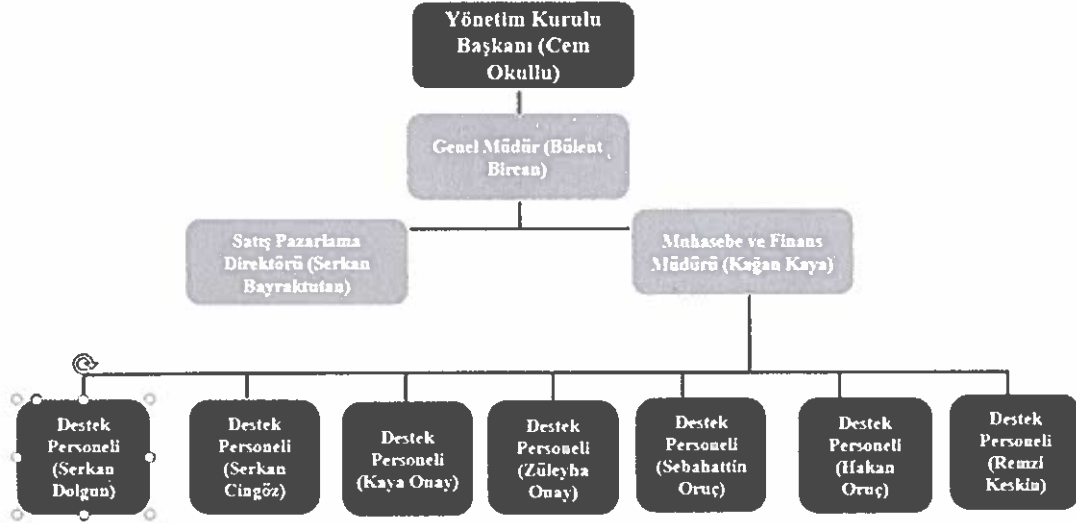 Yönetim Kurulu
Başkanı (Cem
Okullu)
Genel Müdür (Bülent
Bircan)
Satış Pazarlama
Direktörü (Serkan
Bayraktutan)
Muhasebe ve Finans
Müdürü (Kağan Kaya)
Destek
Personeli
(Serkan
Dolgun)
Destek
Personeli
(Serkan
Cingöz)
Destek
Personeli
(Kaya Onay)
Destek
Personeli
(Züleyha
Onay)
Destek
Personeli
(Sebahattin
Oruç)
Destek
Personeli
(Hakan
Oruç)
Destek
Personeli
(Remzi
Keskin)